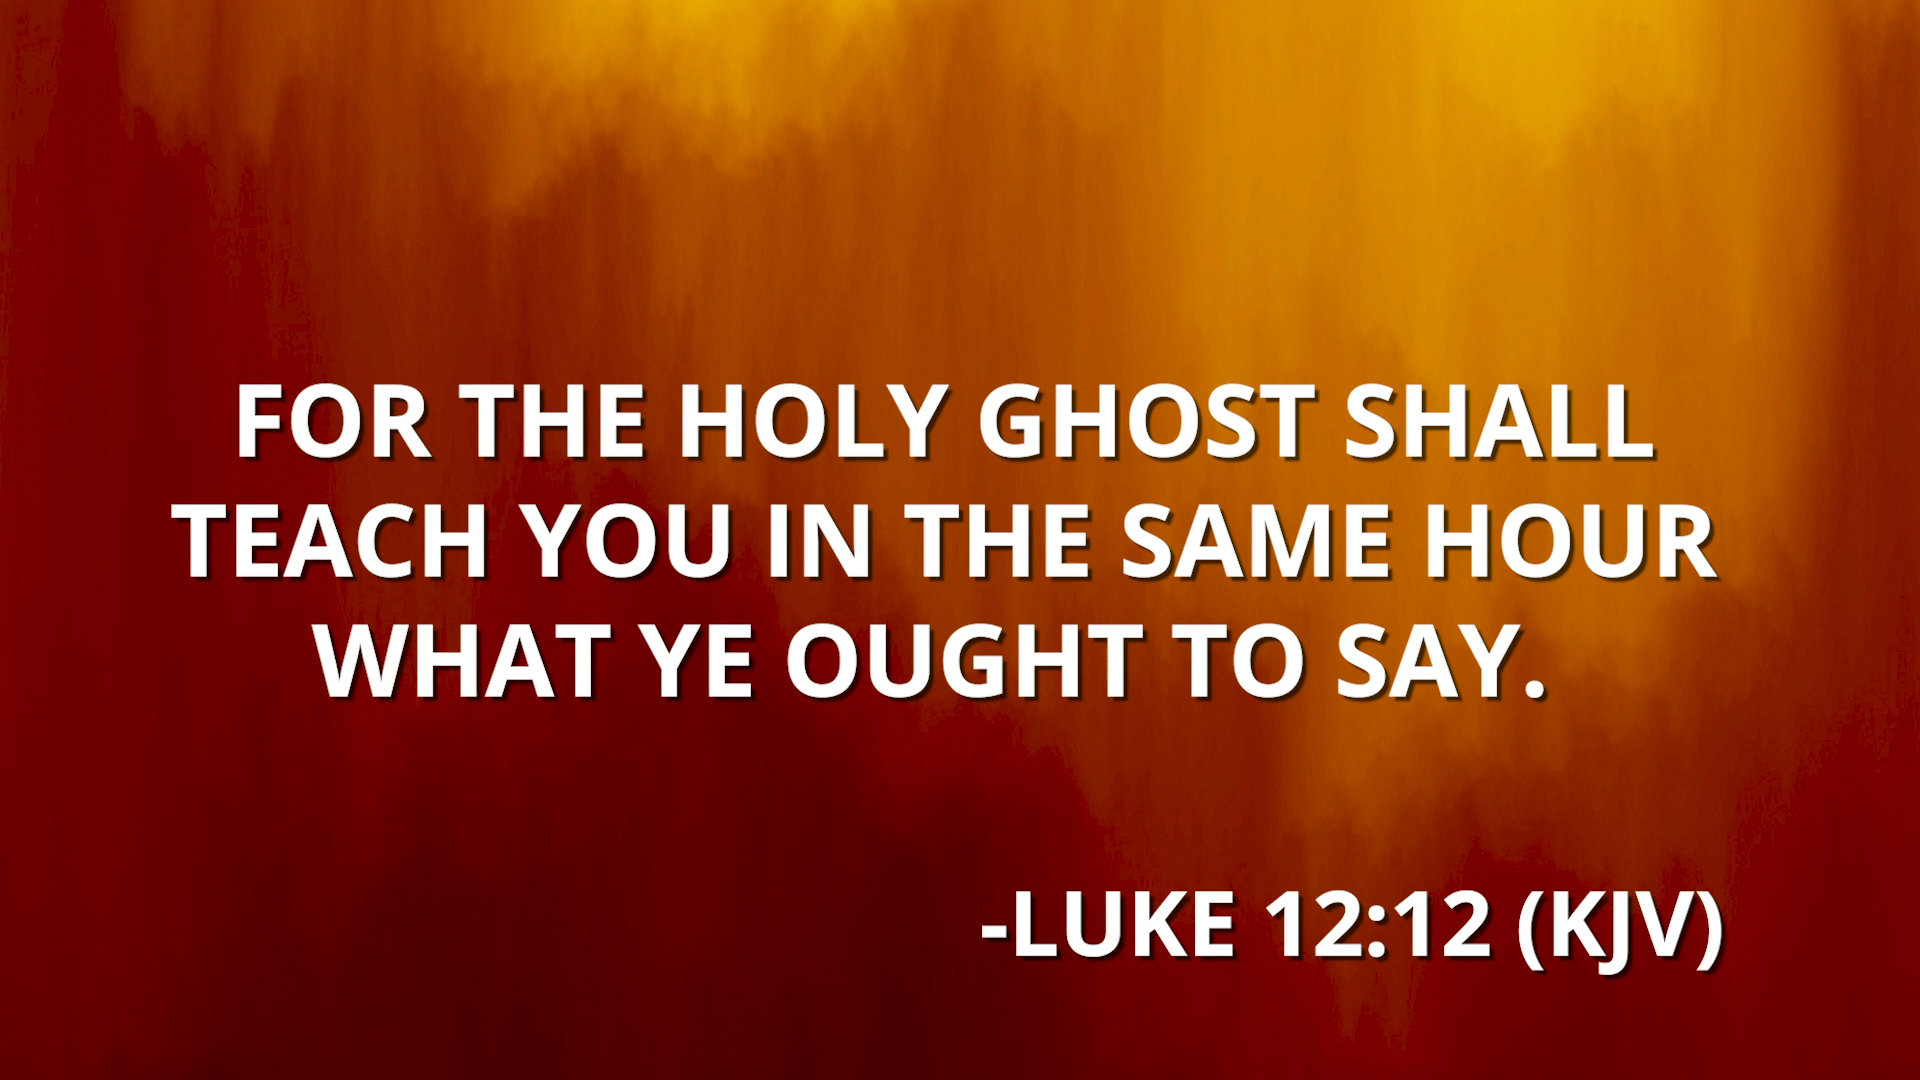 FOR THE HOLY GHOST SHALL
TEACH YOU IN THE SAME HOUR
WHAT YE OUGHT TO SAY.
-LUKE 12:12 (KJV)